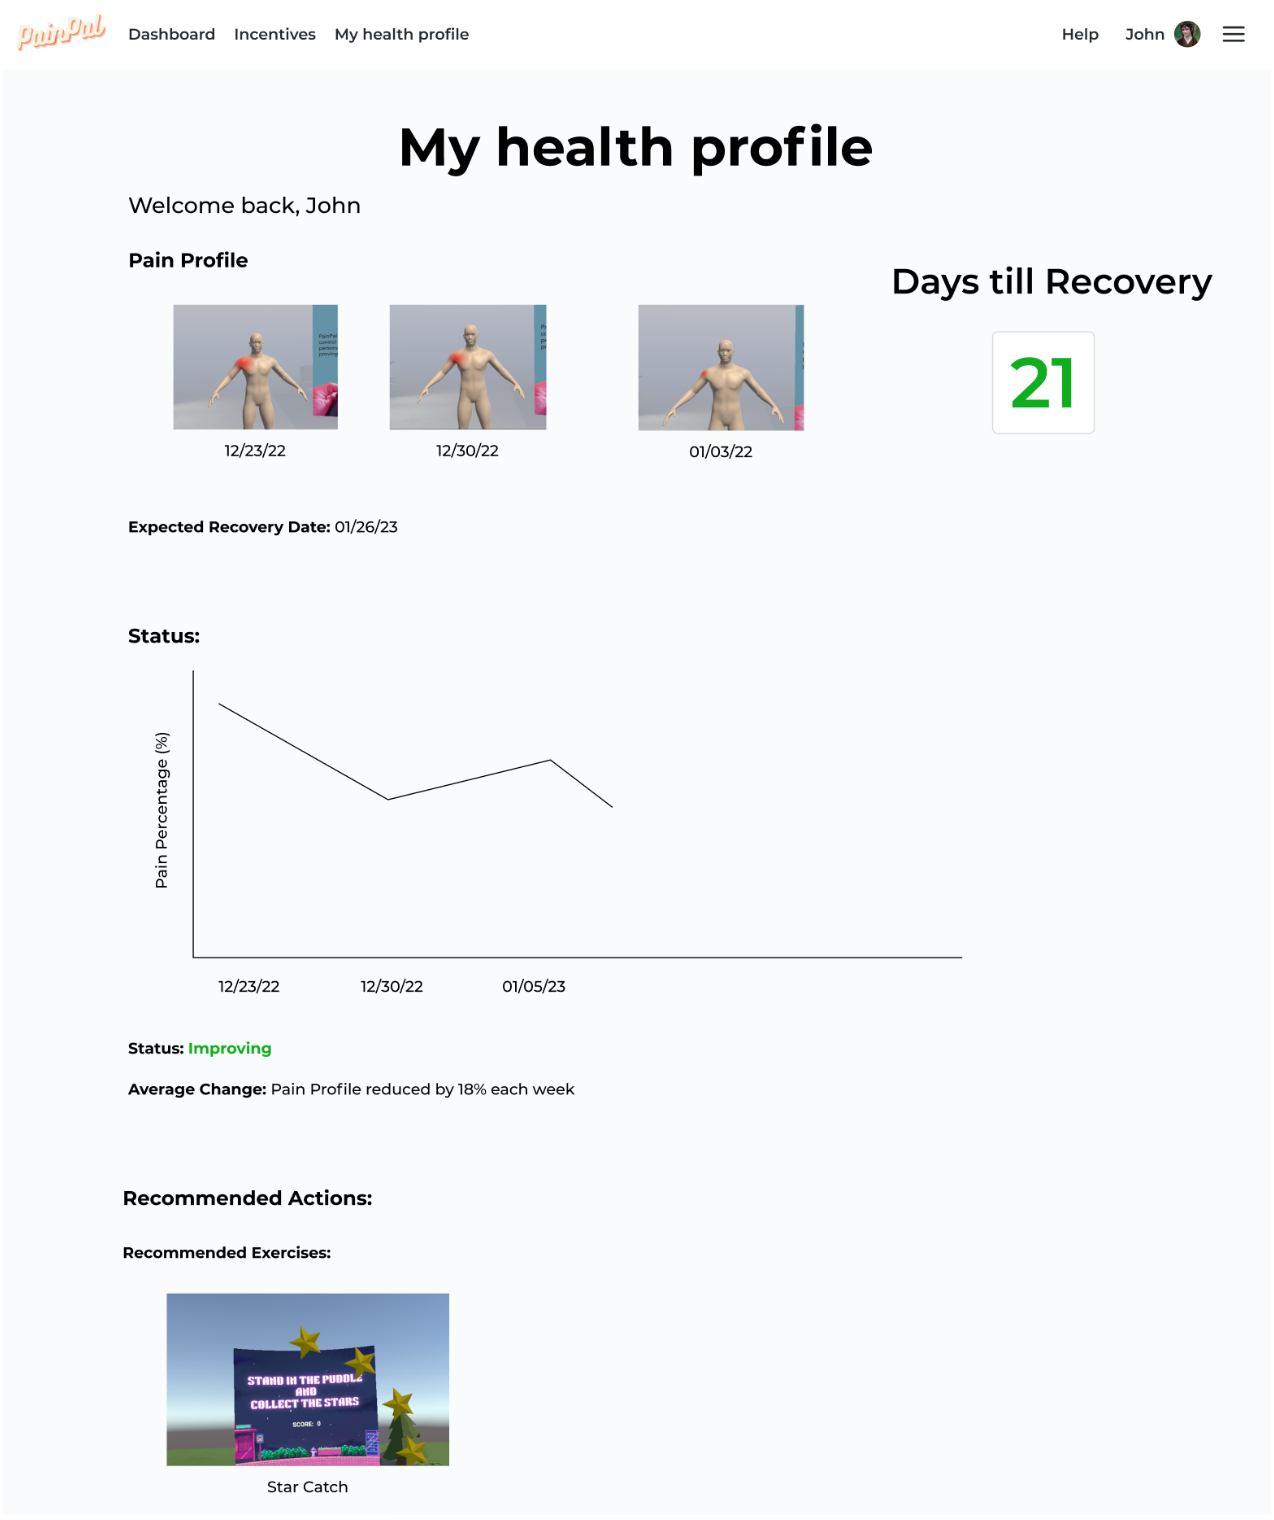 PainPal
Dashboard Incentives My health profile Help John
My health profile
Welcome back, John
Pain Profile
Days till Recovery
21
12/23/22 12/30/22 01/03/22
Expected Recovery Date: 01/26/23
Status:
Pain Percentage (%)
12/23/22 12/30/22 01/05/23
Status: Improving
Average Change: Pain Profile reduced by 18% each week
Recommended Actions:
Recommended Exercises:
STAND IN THE PUDDLE
AND
COLLECT THE STARS
SCORE: 0
Star Catch